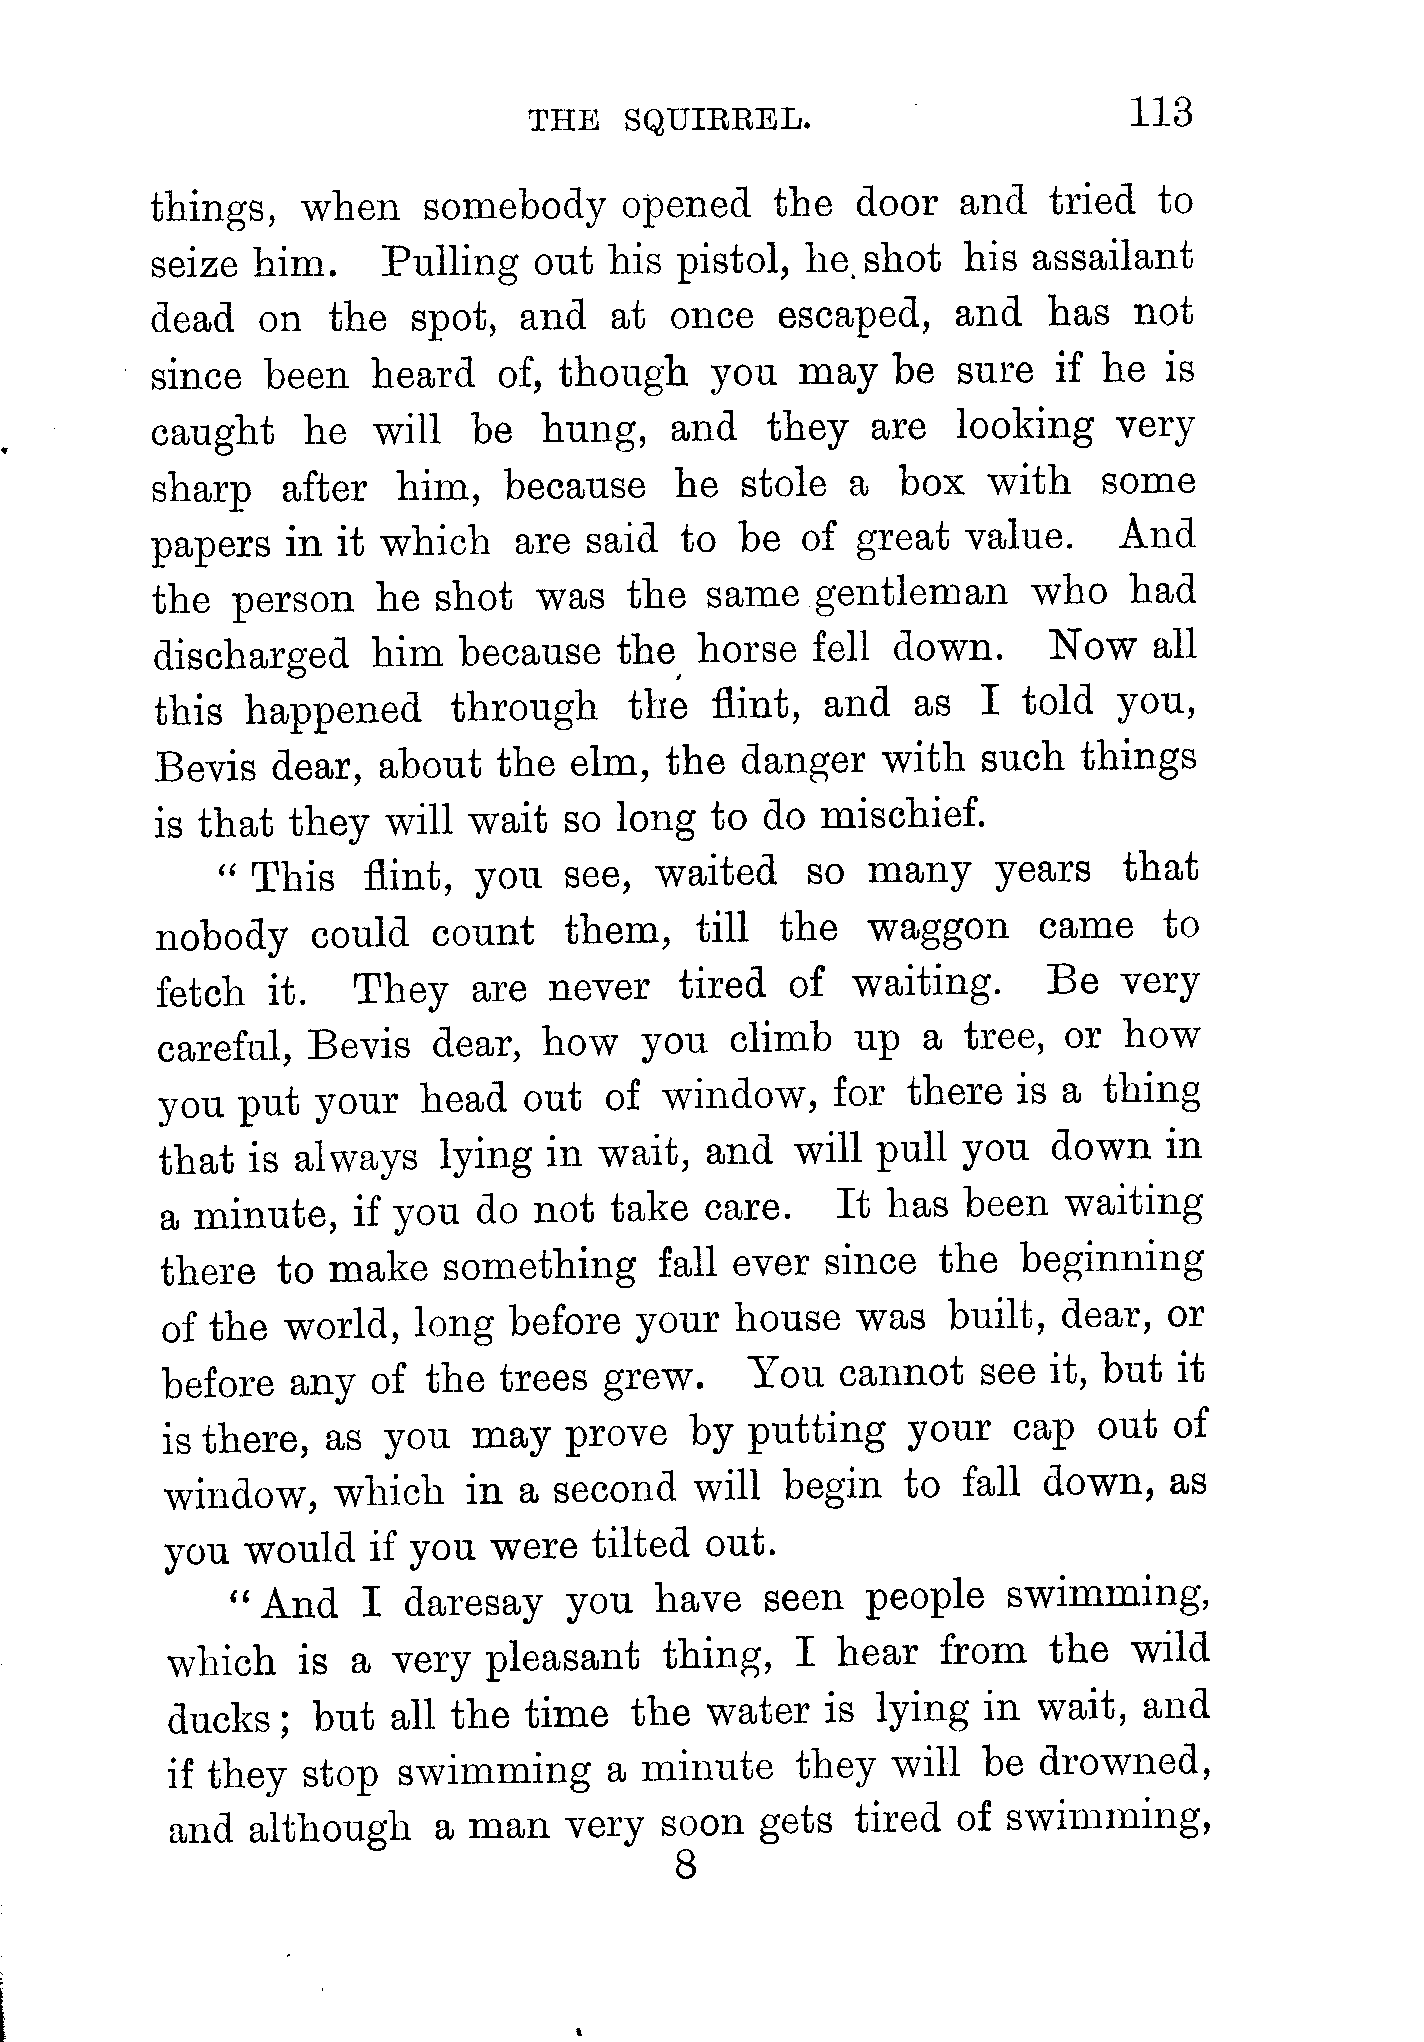 THE SQUIRREL. 113
things, when somebody opened the door and tried to
seize him. Pulling out his pistol, he shot his assailant
dead on the spot, and at once escaped, and has not
since been heard of, though you may be sure if he is
caught he will be hung, and they are looking very
sharp after him, because he stole a box with some
papers in it which are said to be of great value. And
the person he shot was the same gentleman who had
discharged him because the horse fell down. Now all
this happened through the flint, and as I told you,
Bevis dear, about the elm, the danger with such things
is that they will wait so long to do mischief.
“ This flint, you see, waited so many years that
nobody could count them, till the waggon came to
fetch it. They are never tired of waiting. Be very
careful, Bevis dear, how you climb up a tree, or how
you put your head out of window, for there is a thing
that is always lying in wait, and will pull you down in
a minute, if you do not take care. It has been waiting
there to make something fall ever since the beginning
of the world, long before your house was built, dear, or
before any of the trees grew. You cannot see it, but it
is there, as you may prove by putting your cap out of
window, which in a second will begin to fall down, as
you would if you were tilted out.
“ And I daresay you have seen people swimming,
which is a very pleasant thing, I hear from the wild
ducks ; but all the time the water is lying in wait, and
if they stop swimming a minute they will be drowned,
and although a man very soon gets tired of swimming,
8